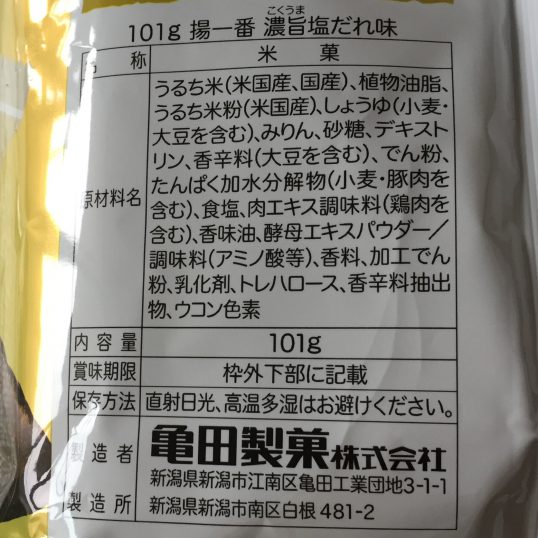 こくうま
101g 揚一番 濃旨塩だれ味
名称 米菓
原材料名
うるち米(米国産、国産)、植物油脂、
うるち米粉(米国産)、しょうゆ(小麦・
大豆を含む)、みりん、砂糖、デキスト
リン、香辛料(大豆を含む)、でん粉、
たんぱく加水分解物(小麦・豚肉を
含む)、食塩、肉エキス調味料(鶏肉を
含む)、香味油、酵母エキスパウダー/
調味料(アミノ酸等)、香料、加工でん
粉、乳化剤、トレハロース、香辛料抽出
物、ウコン色素
内容量 101g
賞味期限 枠外下部に記載
保存方法 直射日光、高温多湿はお避けください。
製造者 亀田製菓株式会社
新潟県新潟市江南区亀田工業団地3-1-1
製造所 新潟県新潟市南区白根481-2